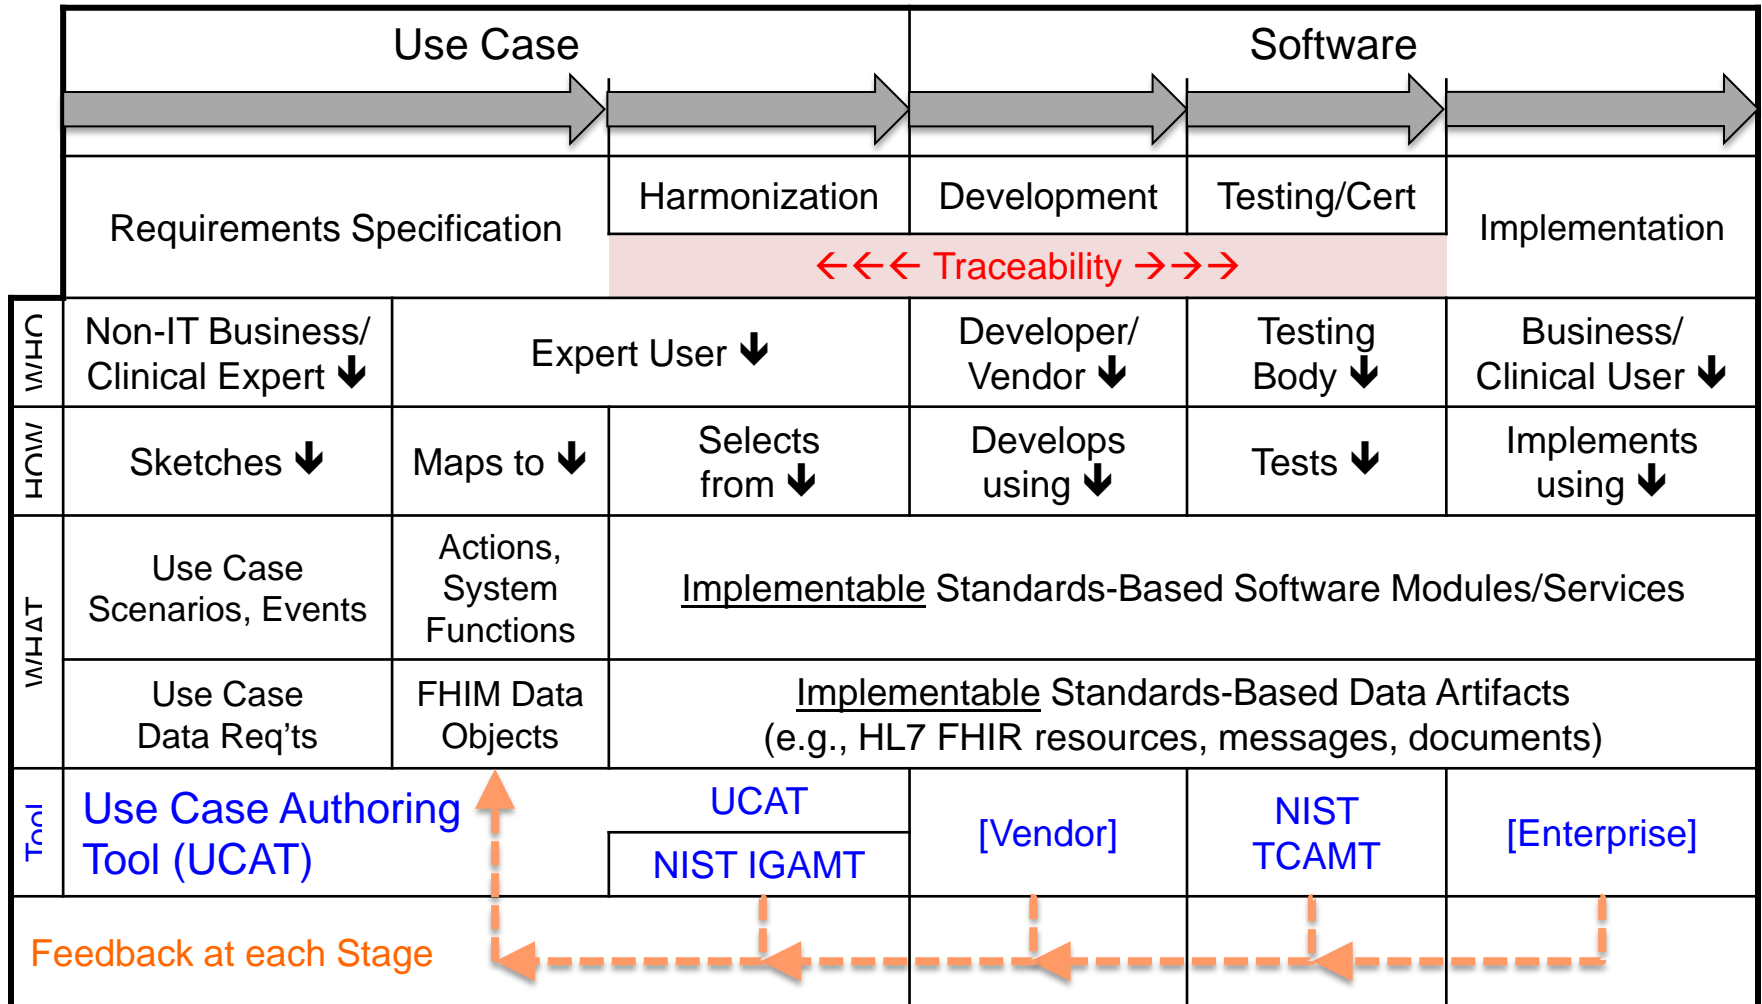 Use Case
Software
Requirements Specification
Harmonization
Development
Testing/Cert
Implementation
←←← Traceability →→→
WHO
Non-IT Business/
Clinical Expert ↓
Expert User ↓
Developer/
Vendor ↓
Testing
Body ↓
Business/
Clinical User ↓
HOW
Sketches ↓
Maps to ↓
Selects
from ↓
Develops
using ↓
Tests ↓
Implements
using ↓
WHAT
Use Case
Scenarios, Events
Actions,
System
Functions
Implementable Standards-Based Software Modules/Services
Use Case
Data Req'ts
FHIM Data
Objects
Implementable Standards-Based Data Artifacts
(e.g., HL7 FHIR resources, messages, documents)
Tool
Use Case Authoring
Tool (UCAT)
UCAT
NIST IGAMT
[Vendor]
NIST
TCAMT
[Enterprise]
Feedback at each Stage